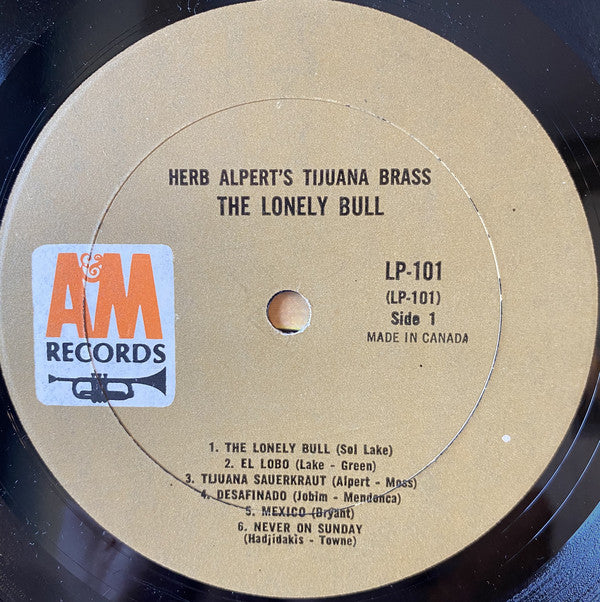 HERB ALPERT'S TIJUANA BRASS
THE LONELY BULL
A&M
RECORDS
LP-101
(LP-101)
Side 1
MADE IN CANADA
1. THE LONELY BULL (Sol Lake)
2. EL LOBO (Lake - Green)
3. TIJUANA SAUERKRAUT (Alpert - Moss)
4. DESAFINADO (Jobim - Mendonca)
5. MEXICO (Bryant)
6. NEVER ON SUNDAY
(Hadjidakis - Towne)